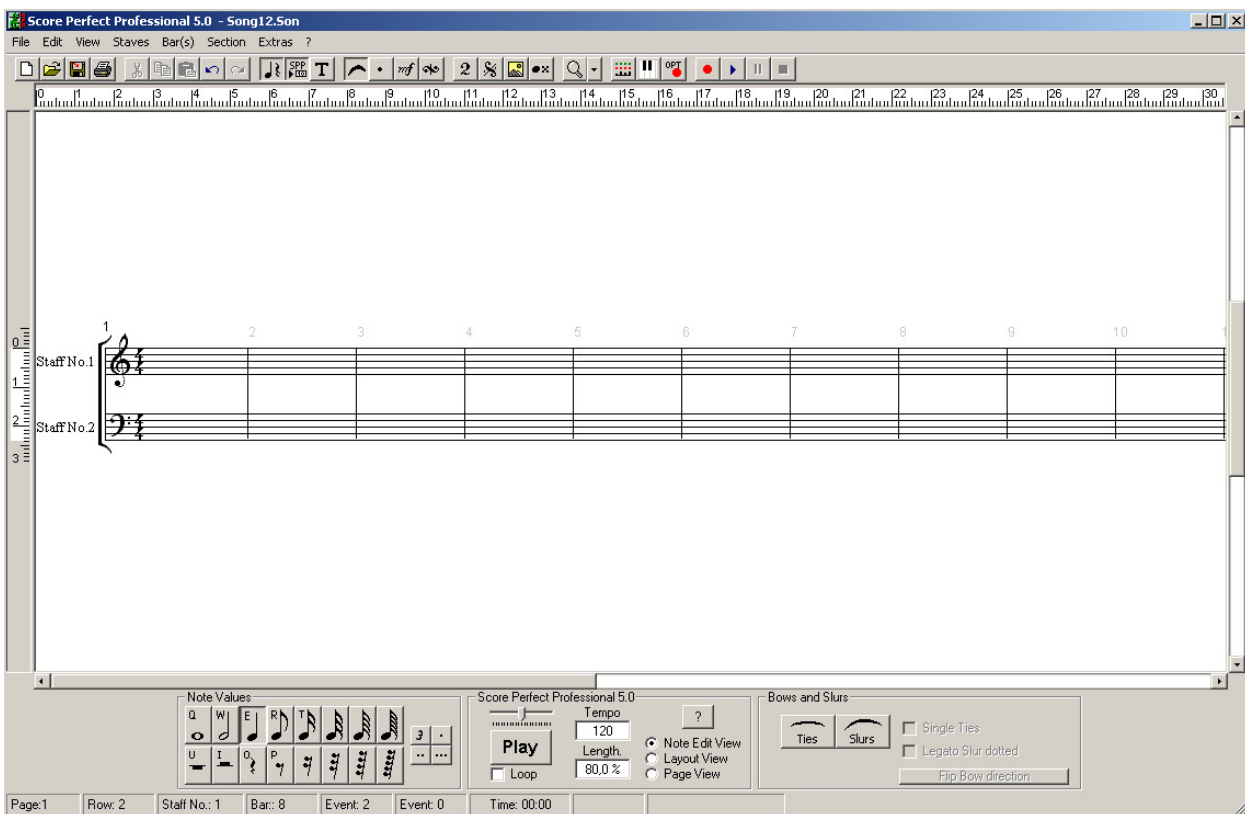 Score Perfect Professional 5.0 - Song12.Son
File Edit View Staves Bar(s) Section Extras ?
SPP T mf 2 OPT
0 1 2 3 4 5 6 7 8 9 10 11 12 13 14 15 16 17 18 19 20 21 22 23 24 25 26 27 28 29 30
1 2 3 4 5 6 7 8 9 10 1
0
Staff No.1
1
2
Staff No.2
3
Note Values
Q W E R T
3
U I O P
Score Perfect Professional 5.0
Tempo
120
?
Play
Length.
80,0 %
Loop
Note Edit View
Layout View
Page View
Bows and Slurs
Ties Slurs
Single Ties
Legato Slur dotted
Flip Bow direction
Page:1 Row: 2 Staff No.: 1 Bar:: 8 Event: 2 Event: 0 Time: 00:00